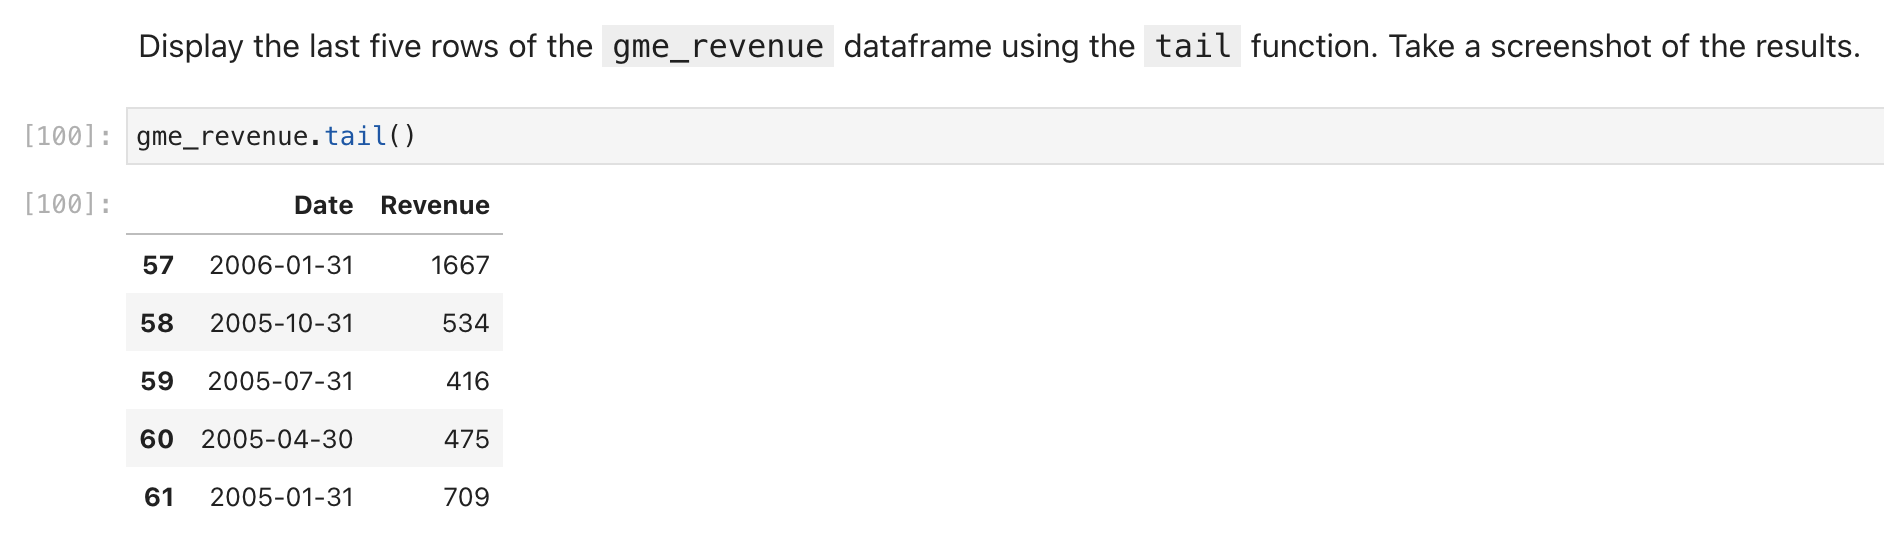 Display the last five rows of the gme_revenue dataframe using the tail function. Take a screenshot of the results.
[100]: gme_revenue.tail()
[100]: Date Revenue
57 2006-01-31 1667
58 2005-10-31 534
59 2005-07-31 416
60 2005-04-30 475
61 2005-01-31 709